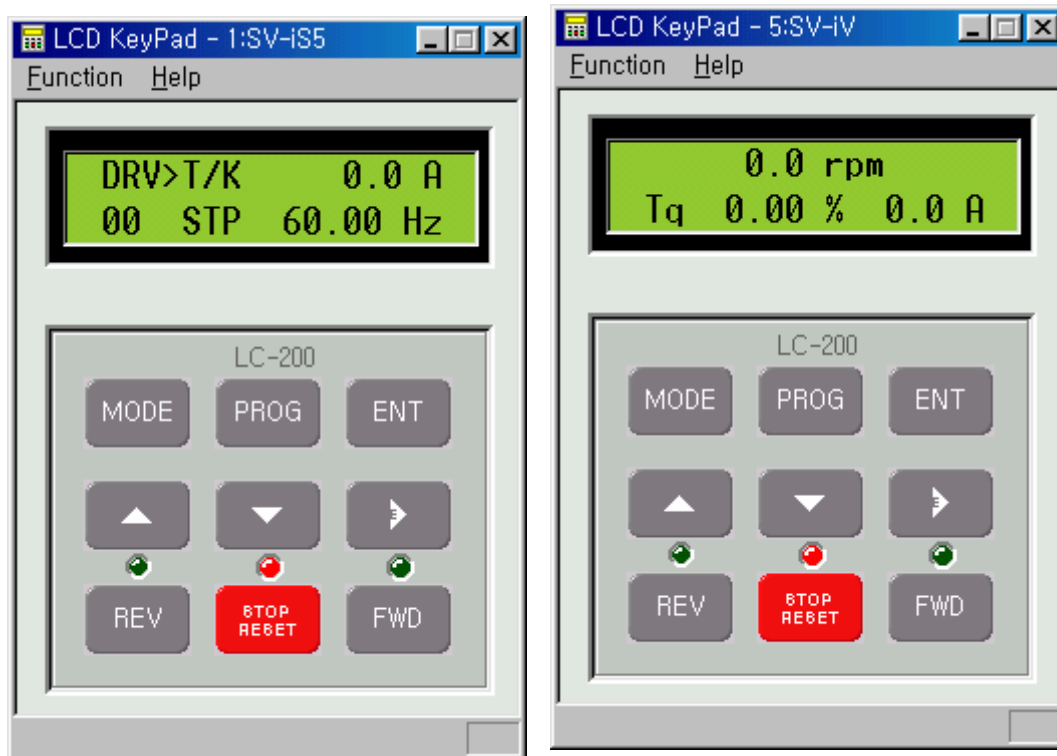 LCD KeyPad - 1:SV-iS5
Function Help
DRV>T/K 0.0 A
00 STP 60.00 Hz
LC-200
MODE PROG ENT
REV STOP FWD
RESET
LCD KeyPad - 5:SV-iV
Function Help
0.0 rpm
Tq 0.00 % 0.0 A
LC-200
MODE PROG ENT
REV STOP FWD
RESET